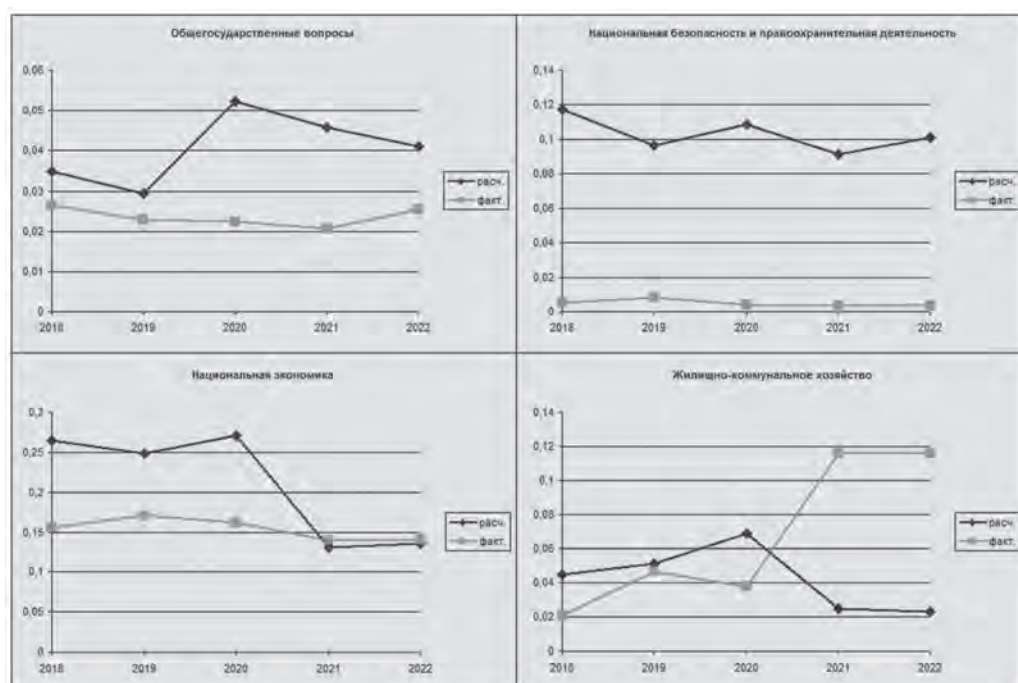 Общегосударственные вопросы
0,06
0,05
0,04
0,03
0,02
0,01
0
2018 2019 2020 2021 2022
расч.
факт.
Национальная безопасность и правоохранительная деятельность
0,14
0,12
0,1
0,08
0,06
0,04
0,02
0
2018 2019 2020 2021 2022
расч.
факт.
Национальная экономика
0,3
0,25
0,2
0,15
0,1
0,05
0
2018 2019 2020 2021 2022
расч.
факт.
Жилищно-коммунальное хозяйство
0,14
0,12
0,1
0,08
0,06
0,04
0,02
0
2018 2019 2020 2021 2022
расч.
факт.